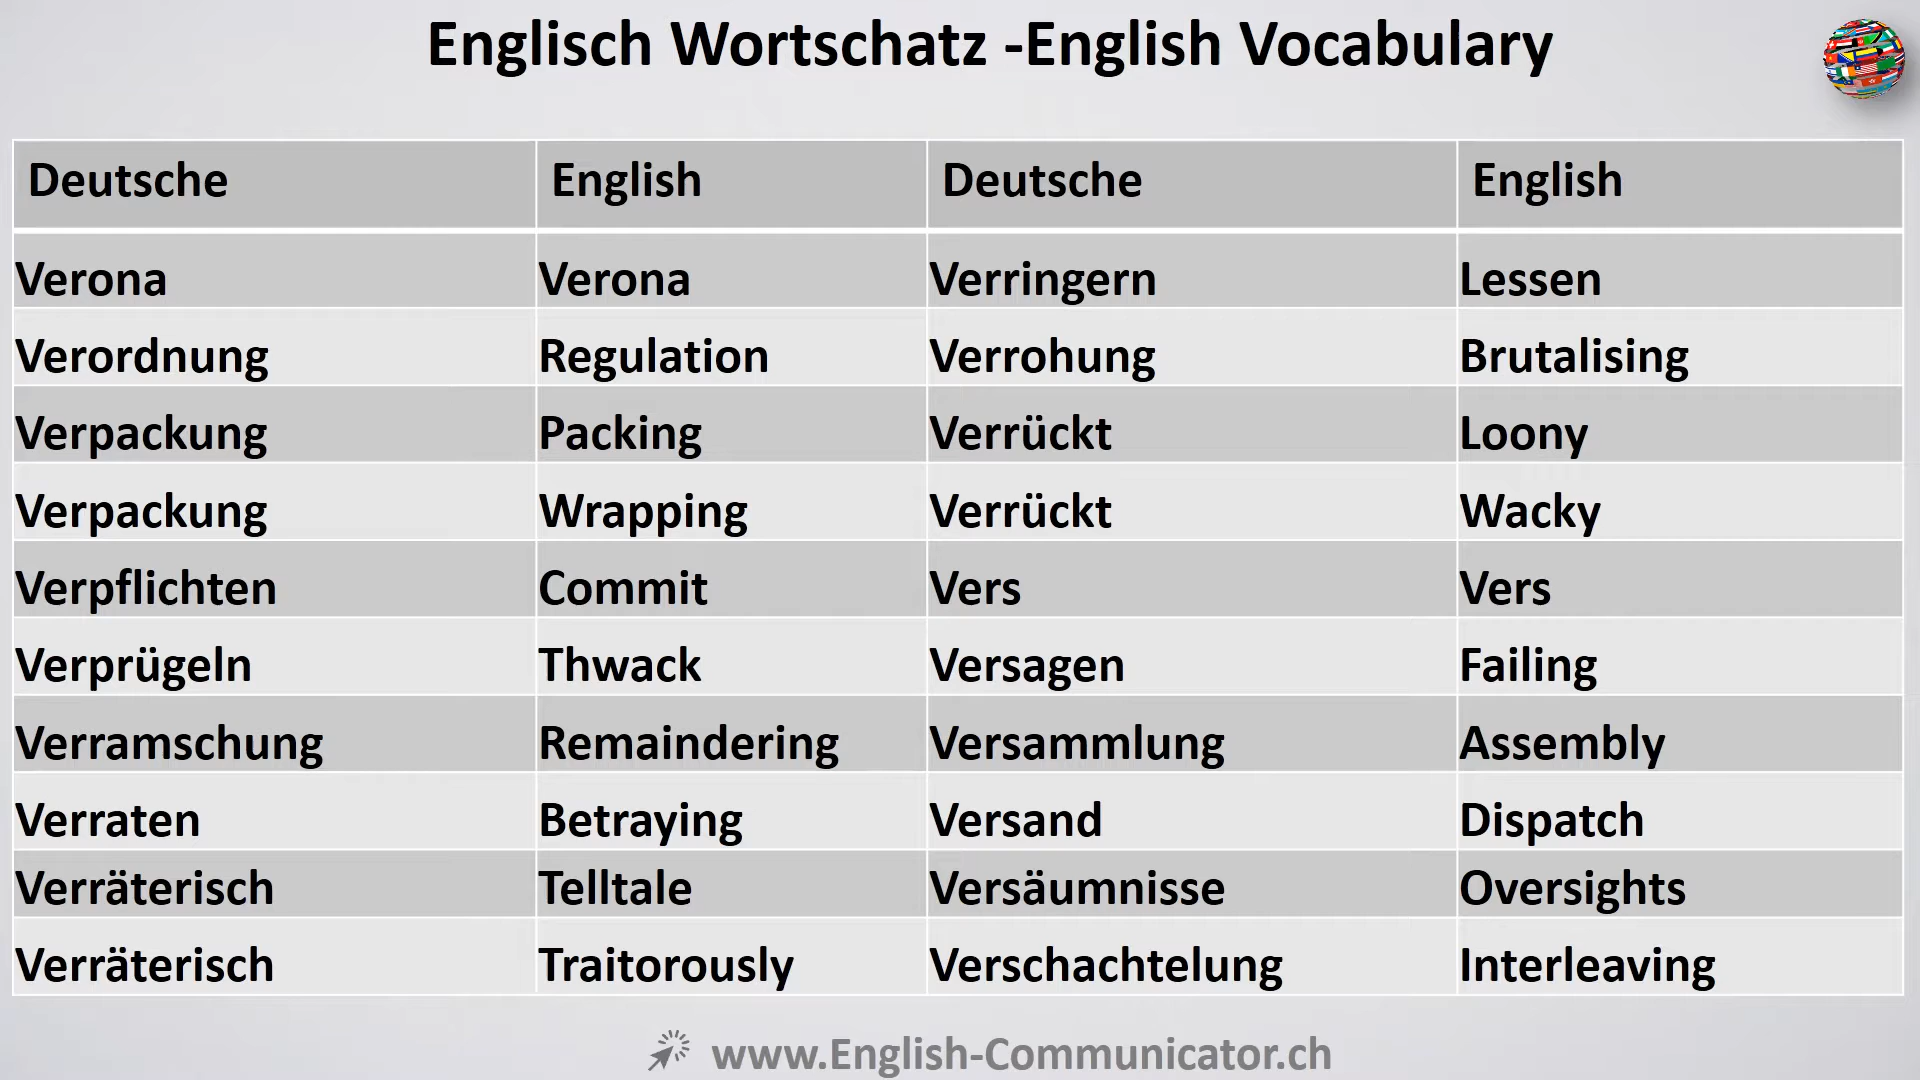 Englisch Wortschatz -English Vocabulary
Deutsche English Deutsche English
Verona Verona Verringern Lessen
Verordnung Regulation Verrohung Brutalising
Verpackung Packing Verrückt Loony
Verpackung Wrapping Verrückt Wacky
Verpflichten Commit Vers Vers
Verprügeln Thwack Versagen Failing
Verramschung Remaindering Versammlung Assembly
Verraten Betraying Versand Dispatch
Verräterisch Telltale Versäumnisse Oversights
Verräterisch Traitorously Verschachtelung Interleaving
www.English-Communicator.ch